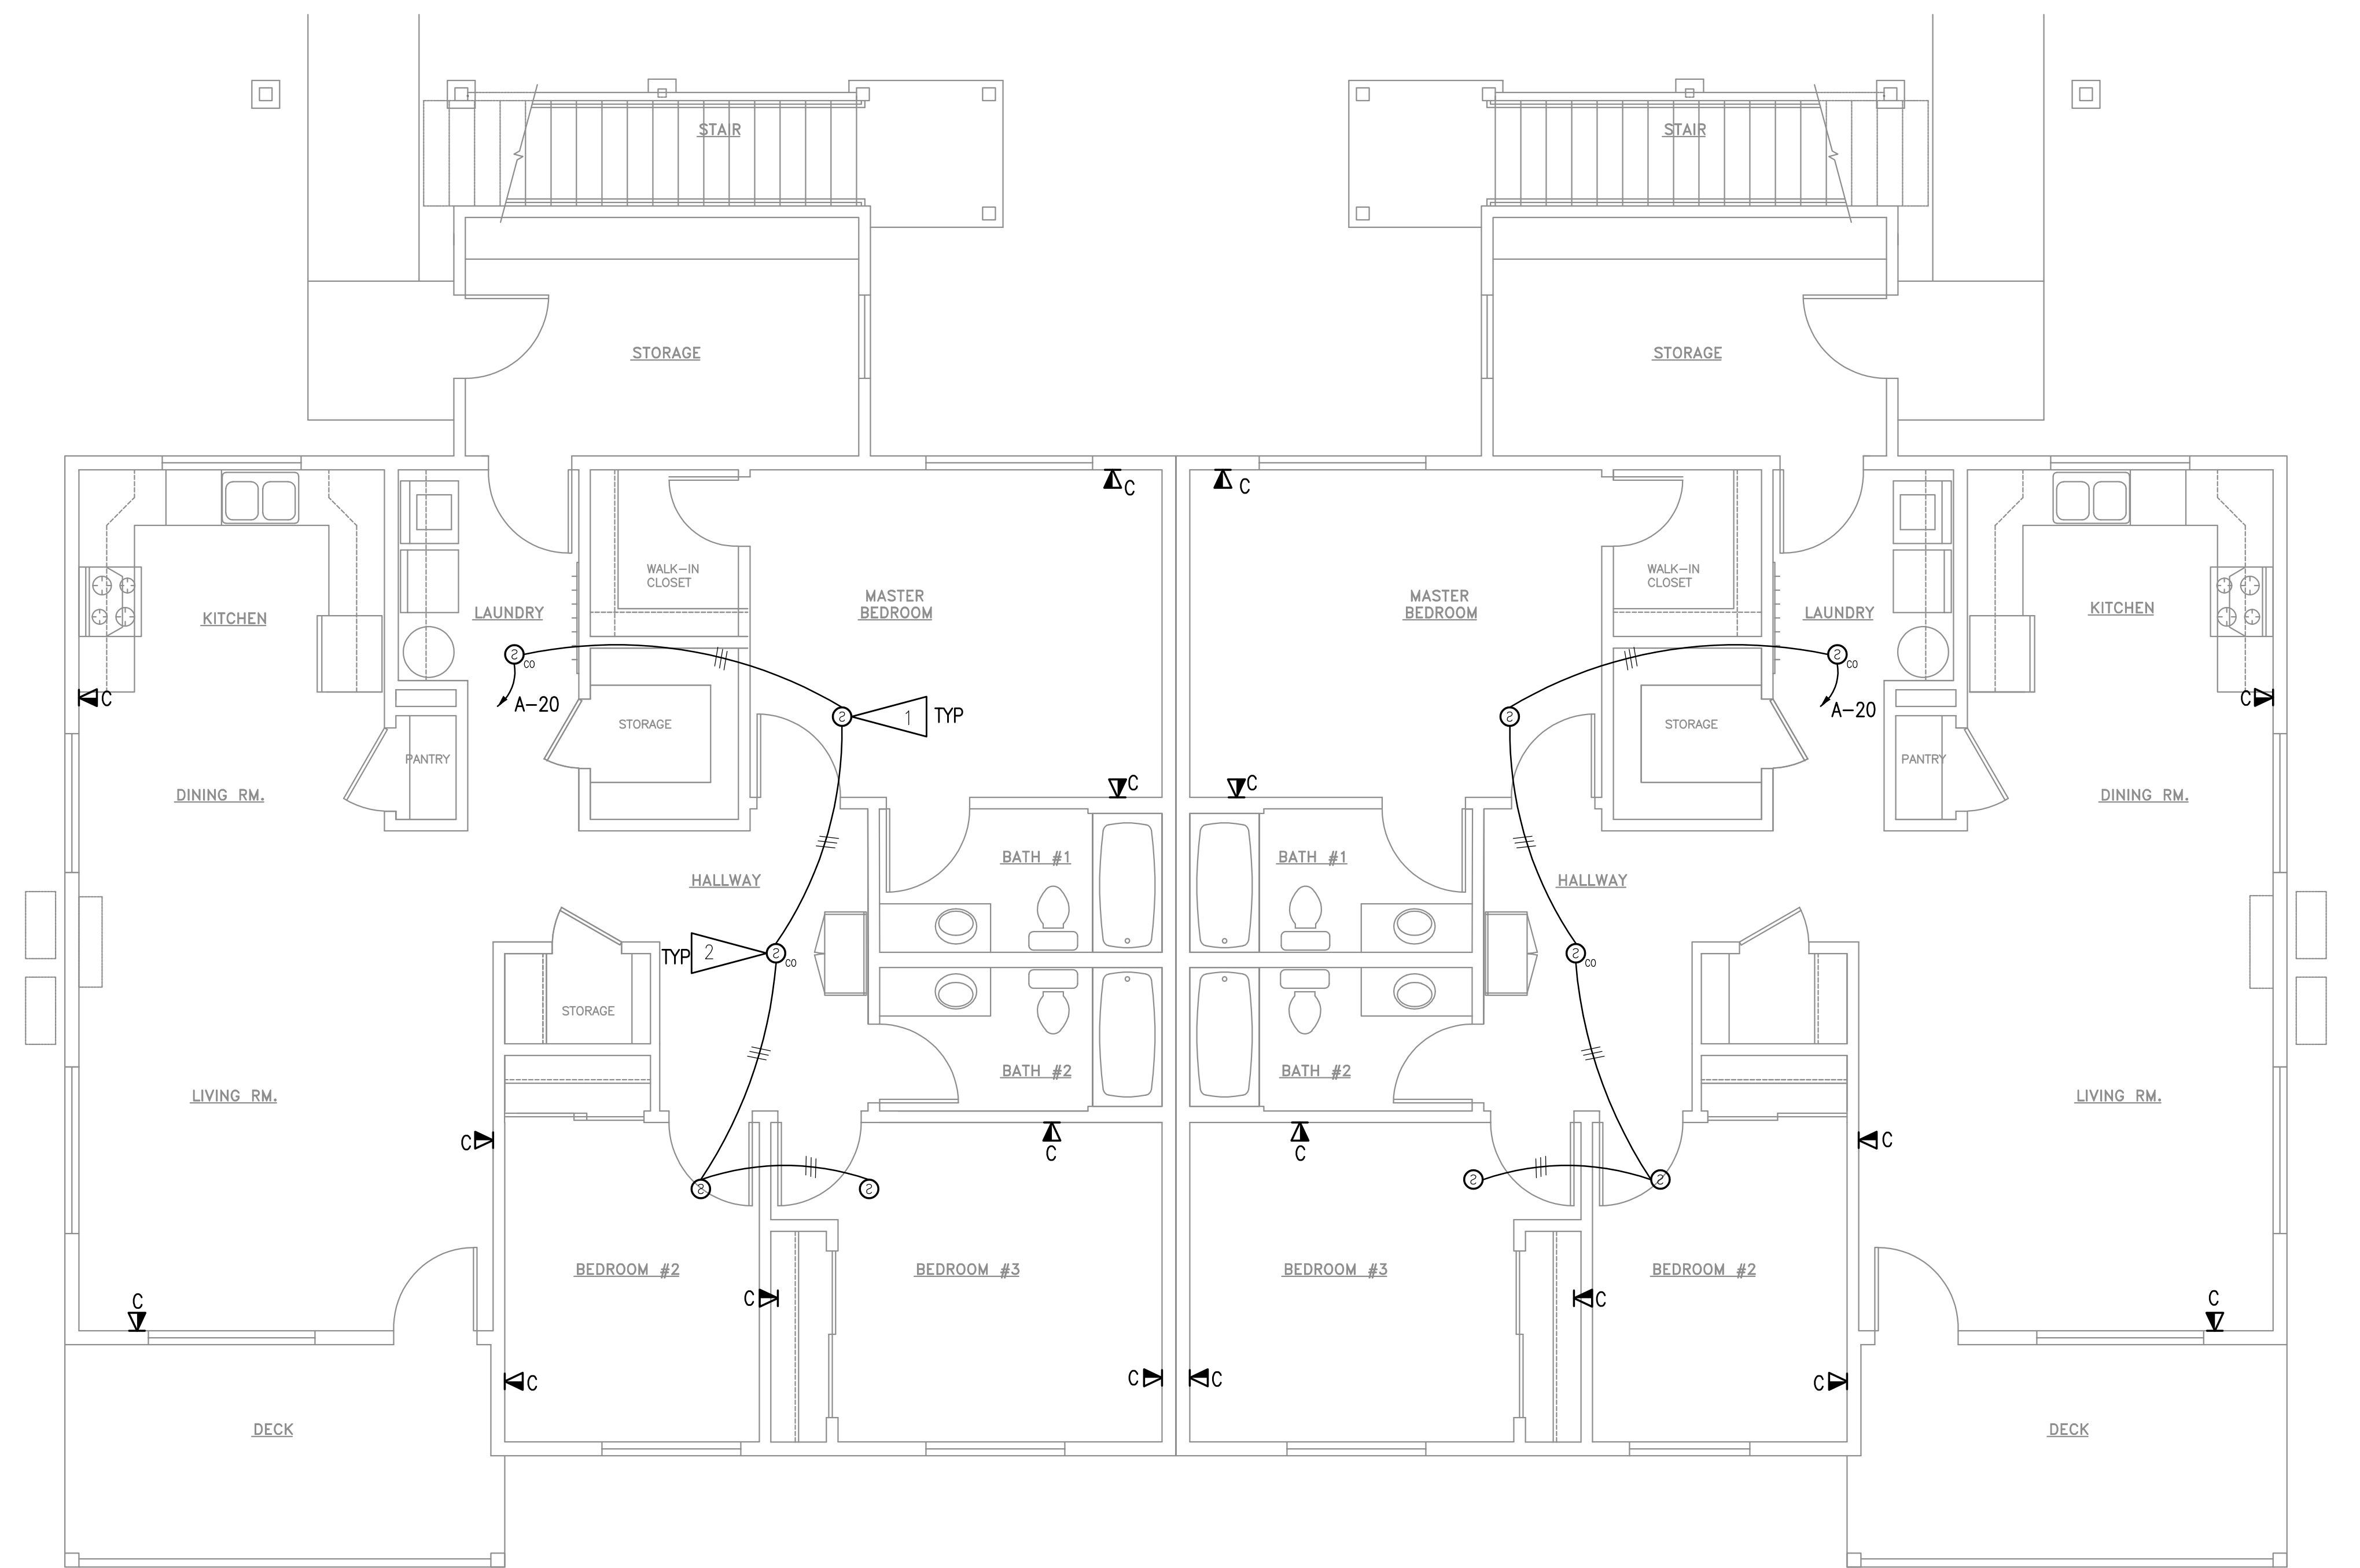 STAIR
STAIR
STORAGE
STORAGE
C
C
WALK-IN
CLOSET
WALK-IN
CLOSET
MASTER
BEDROOM
MASTER
BEDROOM
KITCHEN
LAUNDRY
LAUNDRY
KITCHEN
S
CO
S
CO
C
A-20
S
1
TYP
S
A-20
C
STORAGE
STORAGE
PANTRY
PANTRY
DINING RM.
C
C
DINING RM.
BATH #1
BATH #1
HALLWAY
HALLWAY
TYP
2
S
CO
S
CO
STORAGE
BATH #2
BATH #2
LIVING RM.
LIVING RM.
C
C
C
C
S
S
S
S
BEDROOM #2
BEDROOM #3
BEDROOM #3
BEDROOM #2
C
C
C
C
C
C
C
C
DECK
DECK